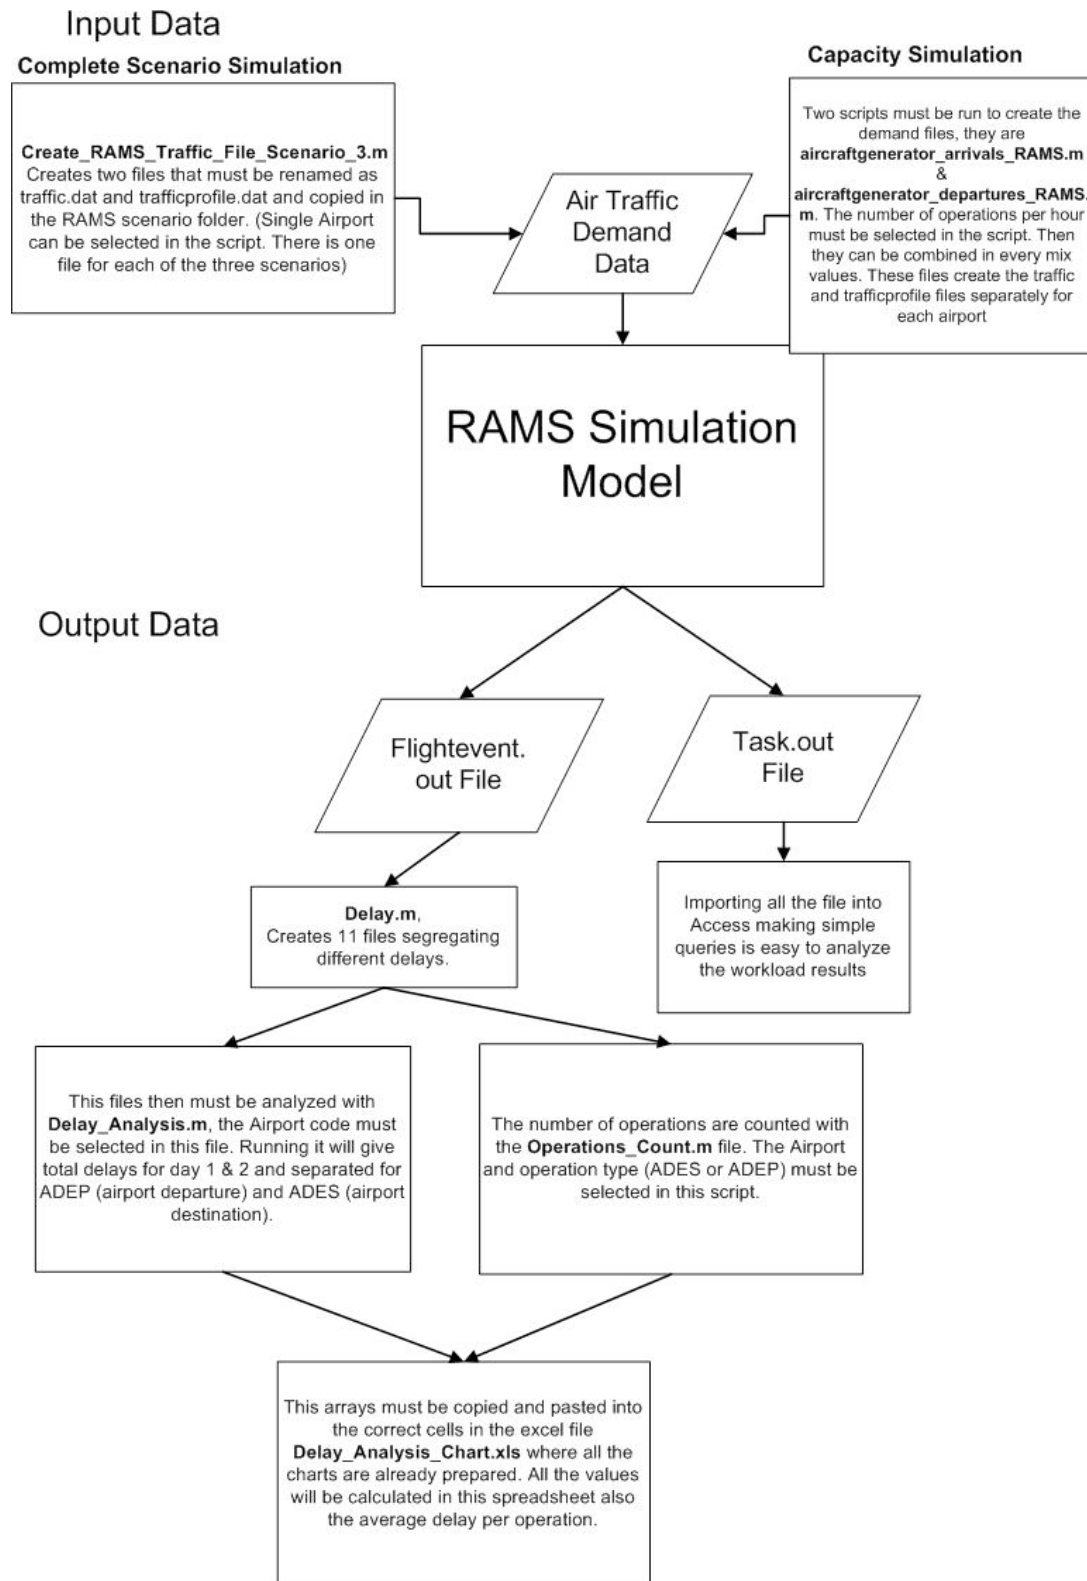 Input Data
Complete Scenario Simulation
Create_RAMS_Traffic_File_Scenario_3.m
Creates two files that must be renamed as
traffic.dat and trafficprofile.dat and copied in
the RAMS scenario folder. (Single Airport
can be selected in the script. There is one
file for each of the three scenarios)
Air Traffic
Demand
Data
Capacity Simulation
Two scripts must be run to create the
demand files, they are
aircraftgenerator_arrivals_RAMS.m
&
aircraftgenerator_departures_RAMS.
m. The number of operations per hour
must be selected in the script. Then
they can be combined in every mix
values. These files create the traffic
and trafficprofile files separately for
each airport
RAMS Simulation
Model
Output Data
Flightevent.
out File
Task.out
File
Delay.m,
Creates 11 files segregating
different delays.
Importing all the file into
Access making simple
queries is easy to analyze
the workload results
This files then must be analyzed with
Delay_Analysis.m, the Airport code must
be selected in this file. Running it will give
total delays for day 1 & 2 and separated for
ADEP (airport departure) and ADES (airport
destination).
The number of operations are counted with
the Operations_Count.m file. The Airport
and operation type (ADES or ADEP) must be
selected in this script.
This arrays must be copied and pasted into
the correct cells in the excel file
Delay_Analysis_Chart.xls where all the
charts are already prepared. All the values
will be calculated in this spreadsheet also
the average delay per operation.